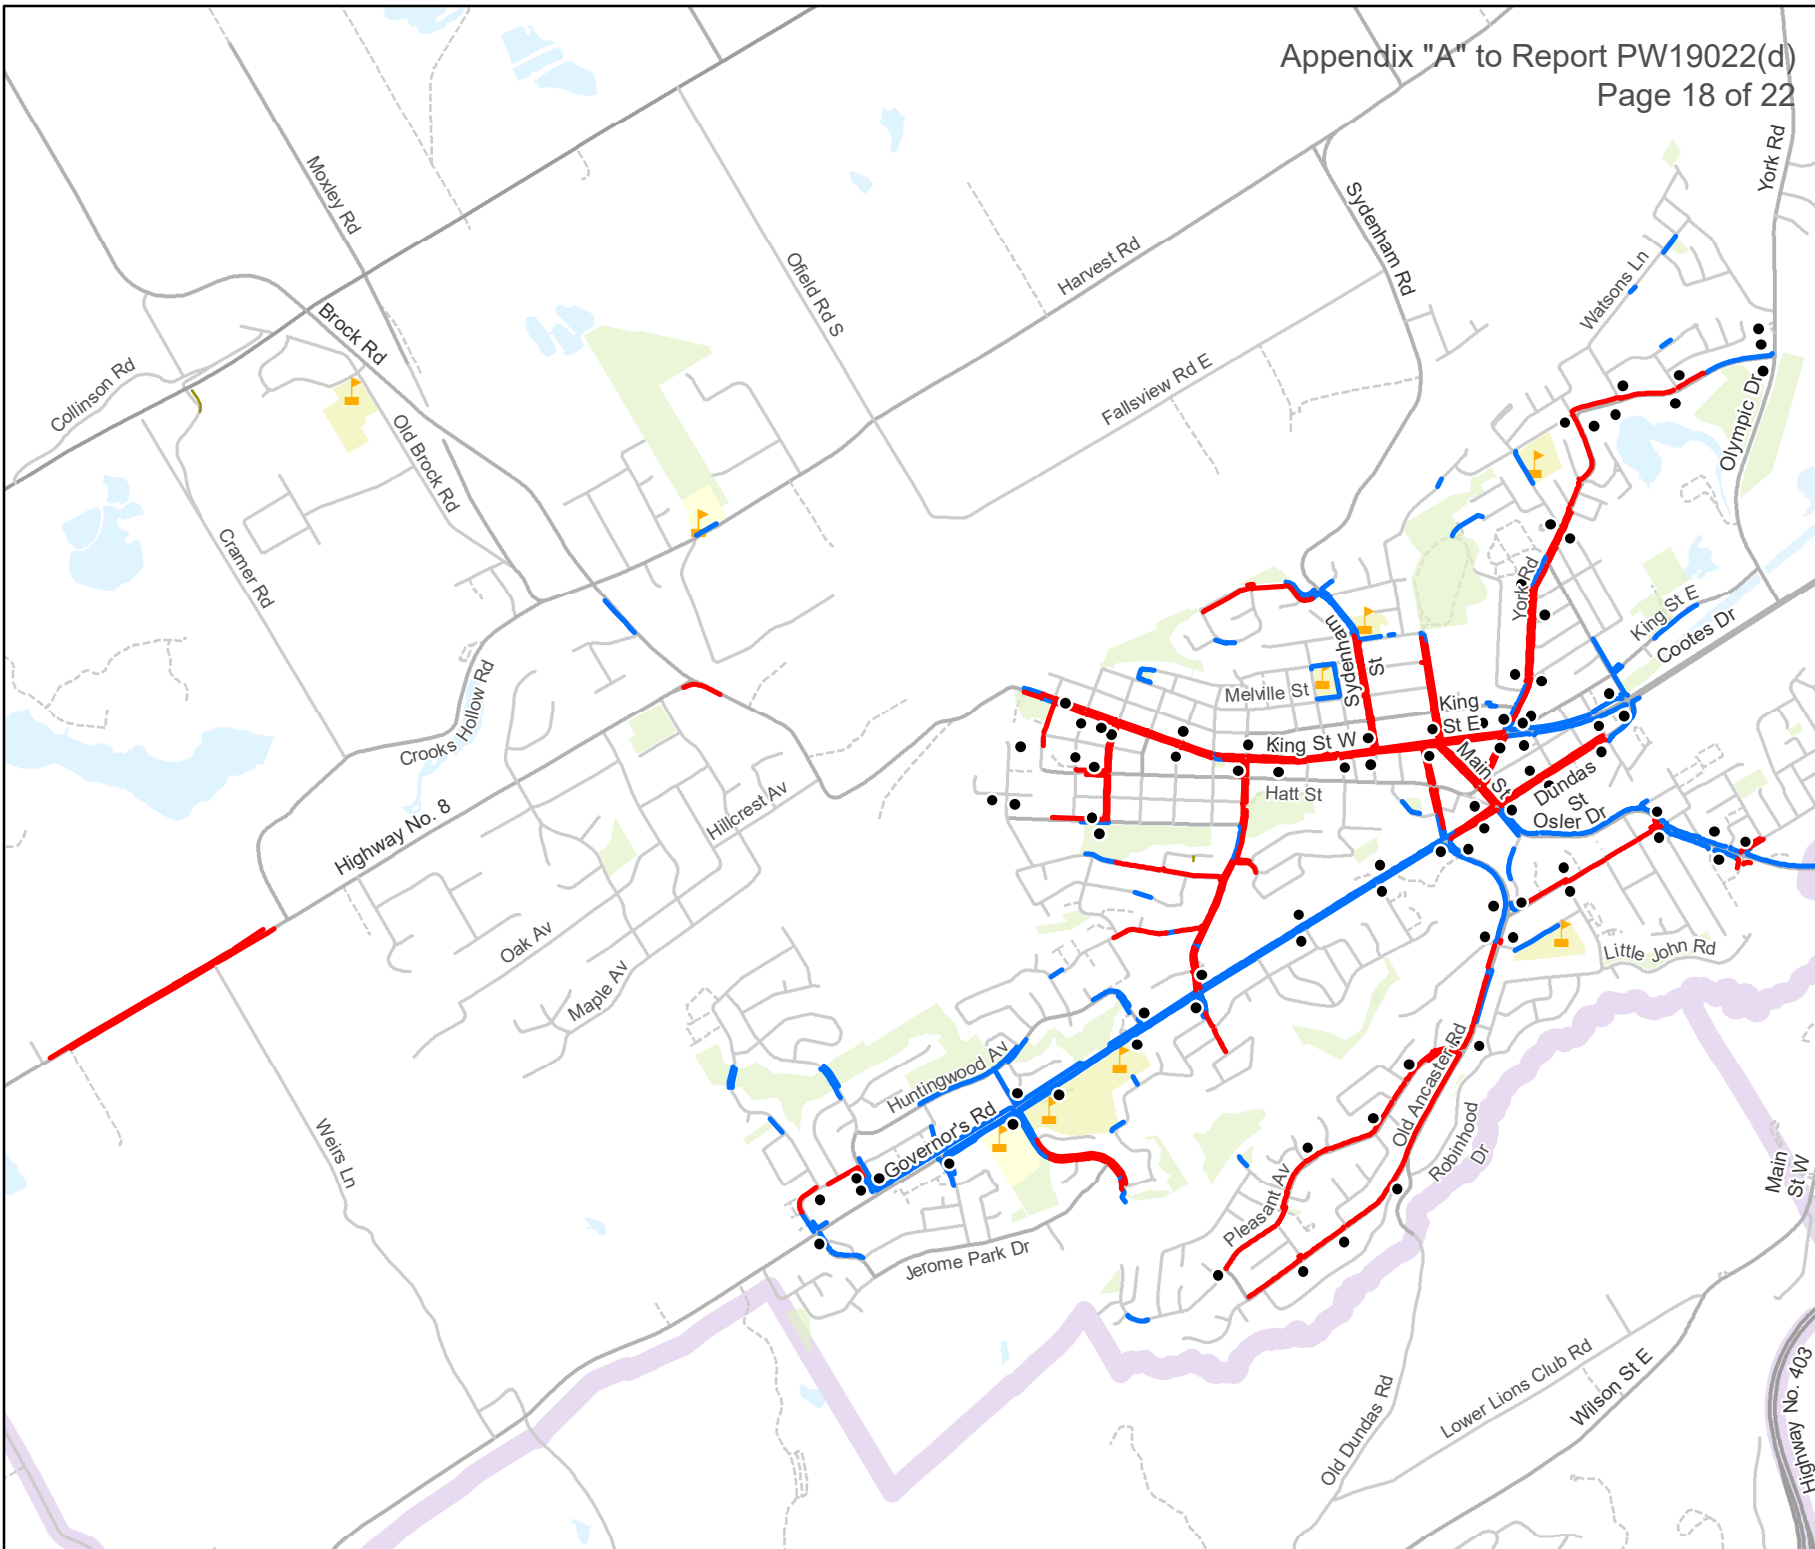 Appendix "A" to Report PW19022(d)
Page 18 of 22
York Rd
Moxley Rd
Sydenham Rd
Ofield Rd S
Harvest Rd
Watsons Ln
Brock Rd
Collinson Rd
Fallsview Rd E
Olympic Dr
Old Brock Rd
Cramer Rd
York Rd
King St E
Cootes Dr
Sydenham
St
Melville St
Crooks Hollow Rd
King
St E
King St W
Main St
Hatt St
Dundas
St
Osler Dr
Hillcrest Av
Highway No. 8
Oak Av
Little John Rd
Maple Av
Huntingwood Av
Old Ancaster Rd
Governor's Rd
Robinhood
Dr
Weirs Ln
Main
St W
Pleasant Av
Jerome Park Dr
Lower Lions Club Rd
Wilson St E
Old Dundas Rd
Highway No. 403